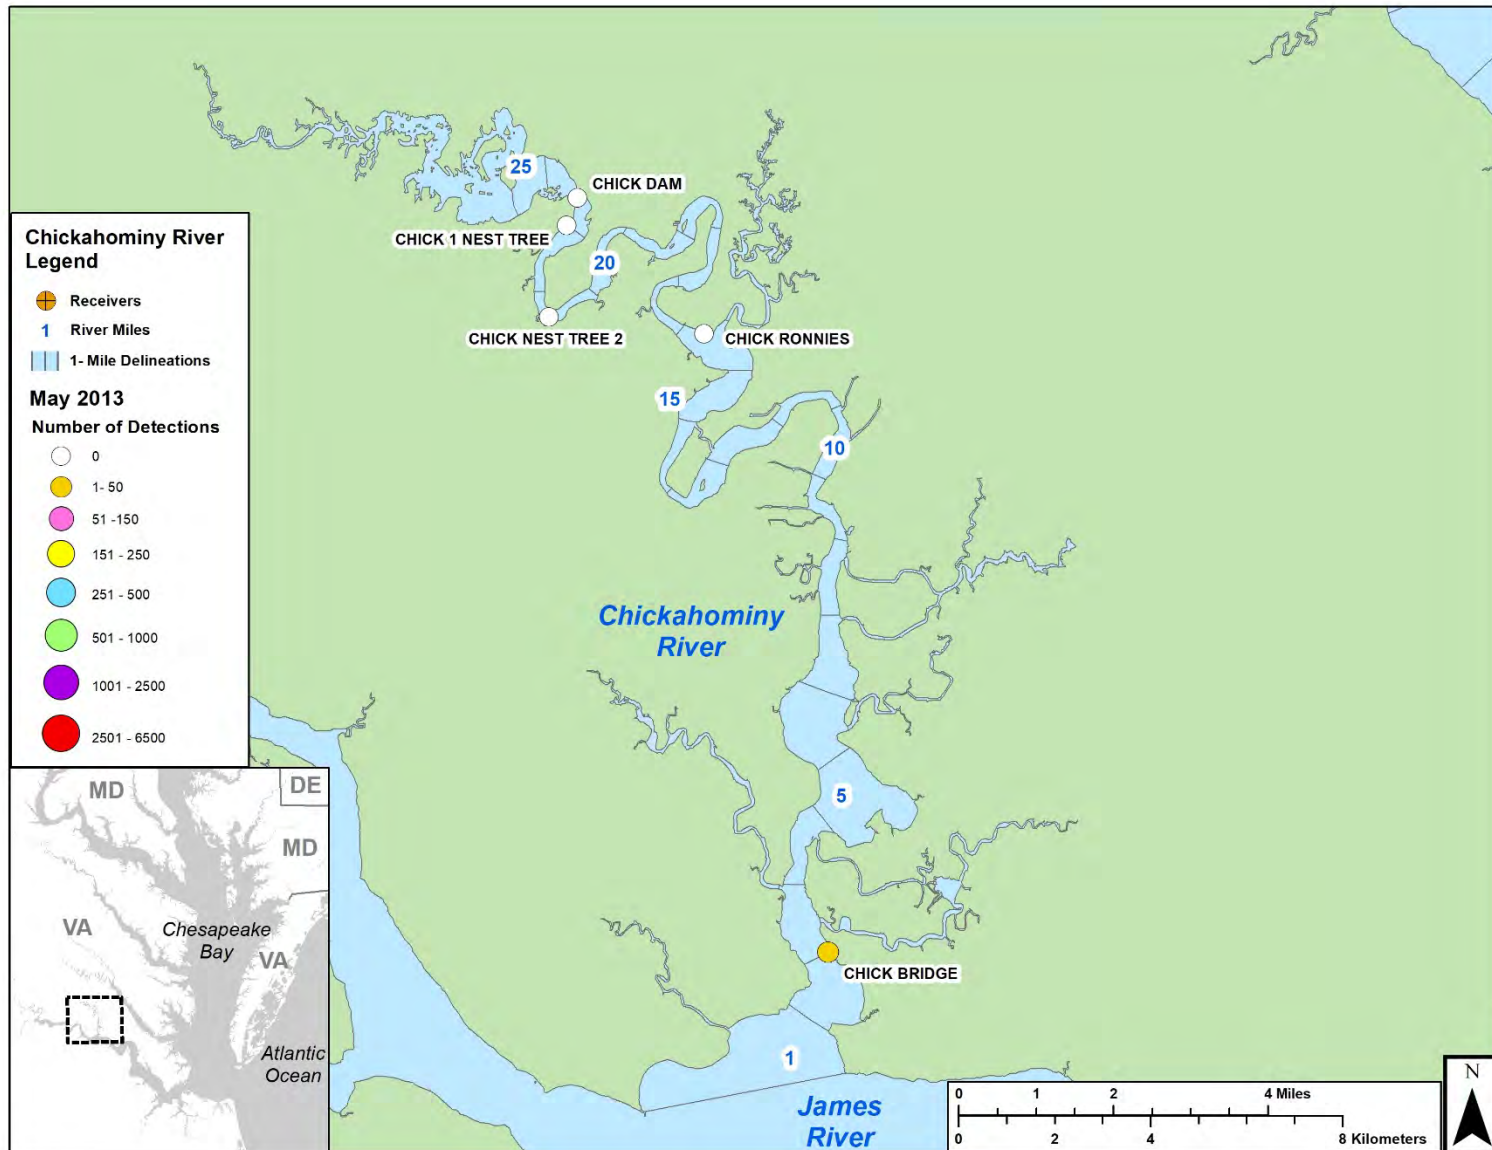 25
CHICK DAM
CHICK 1 NEST TREE
20
CHICK NEST TREE 2
CHICK RONNIES
15
10
Chickahominy
River
5
CHICK BRIDGE
1
James
River
Chickahominy River
Legend
Receivers
1 River Miles
1- Mile Delineations
May 2013
Number of Detections
0
1- 50
51 -150
151 - 250
251 - 500
501 - 1000
1001 - 2500
2501 - 6500
MD
DE
MD
VA
Chesapeake
Bay
VA
Atlantic
Ocean
0 1 2 4 Miles
0 2 4 8 Kilometers
N